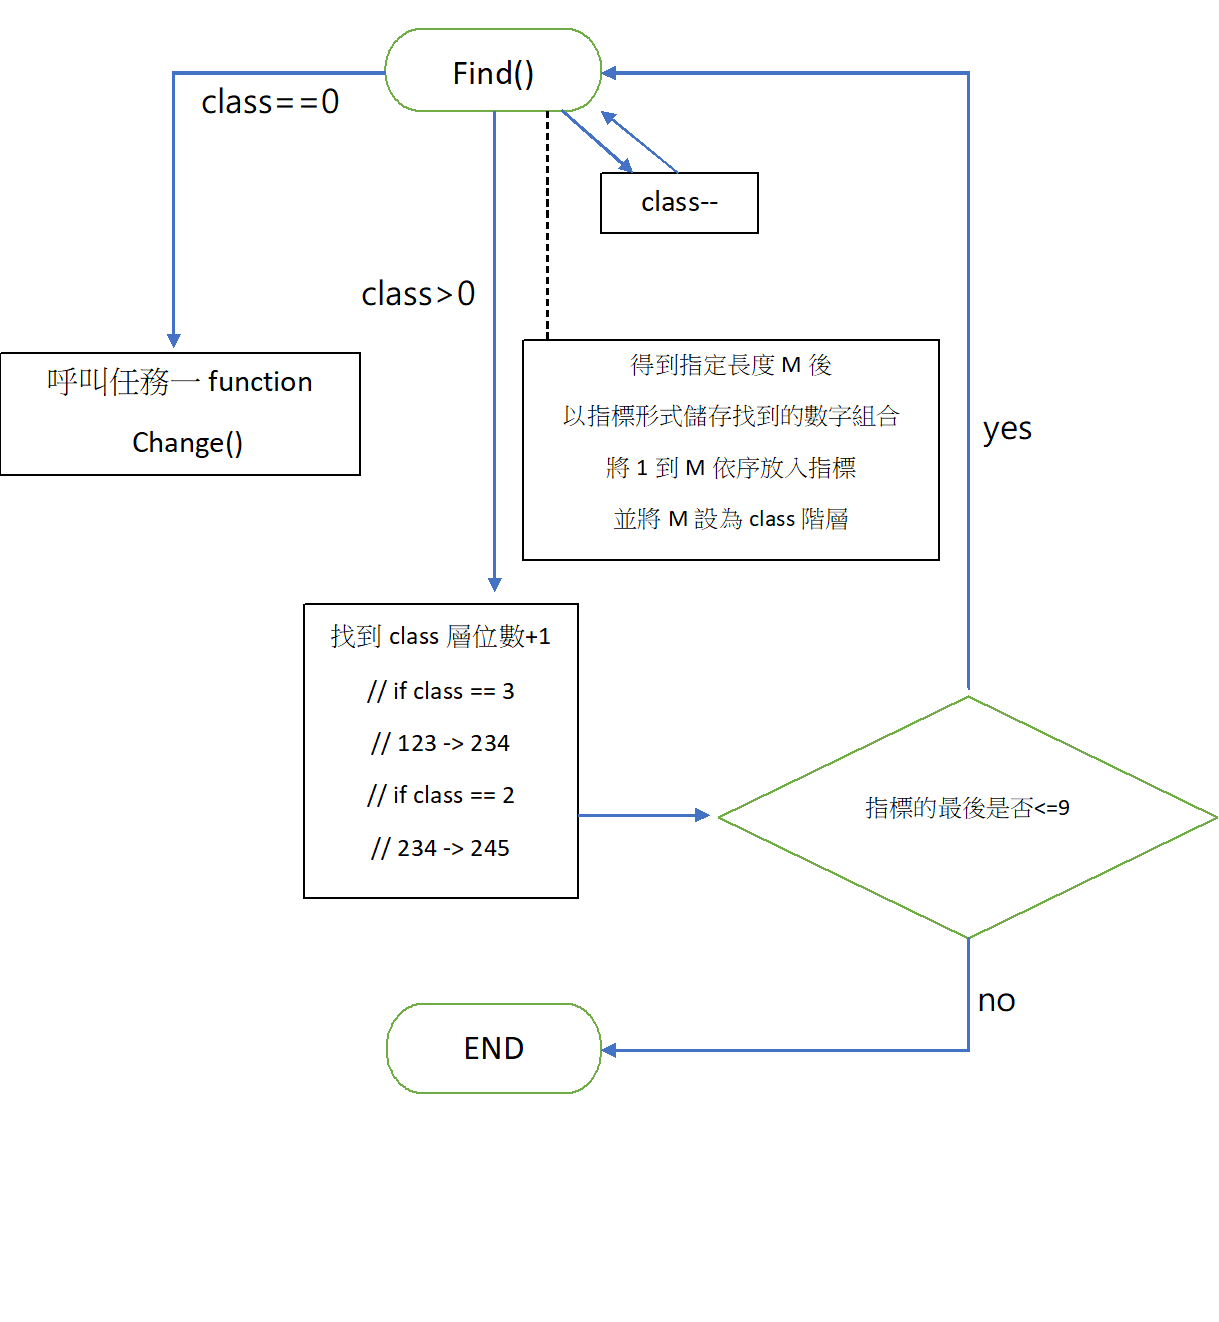 Find()
class==0
class--
class>0
呼叫任務一 function
Change()
得到指定長度 M 後
以指標形式儲存找到的數字組合
將 1 到 M 依序放入指標
並將 M 設為 class 階層
yes
找到 class 層位數+1
// if class == 3
// 123 -> 234
// if class == 2
// 234 -> 245
指標的最後是否<=9
no
END